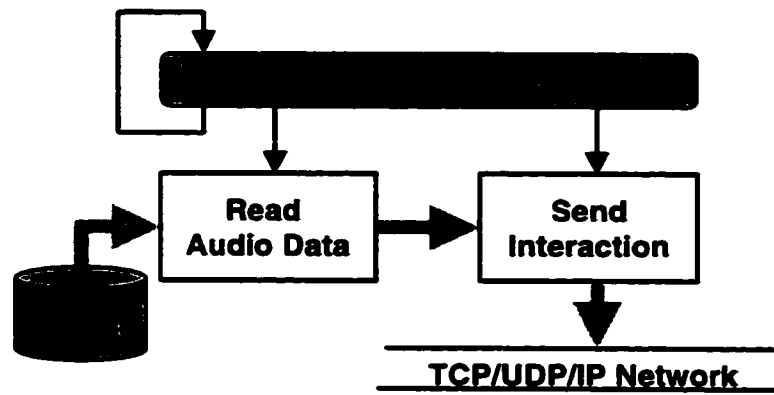 Read
Audio Data
Send
Interaction
TCP/UDP/IP Network